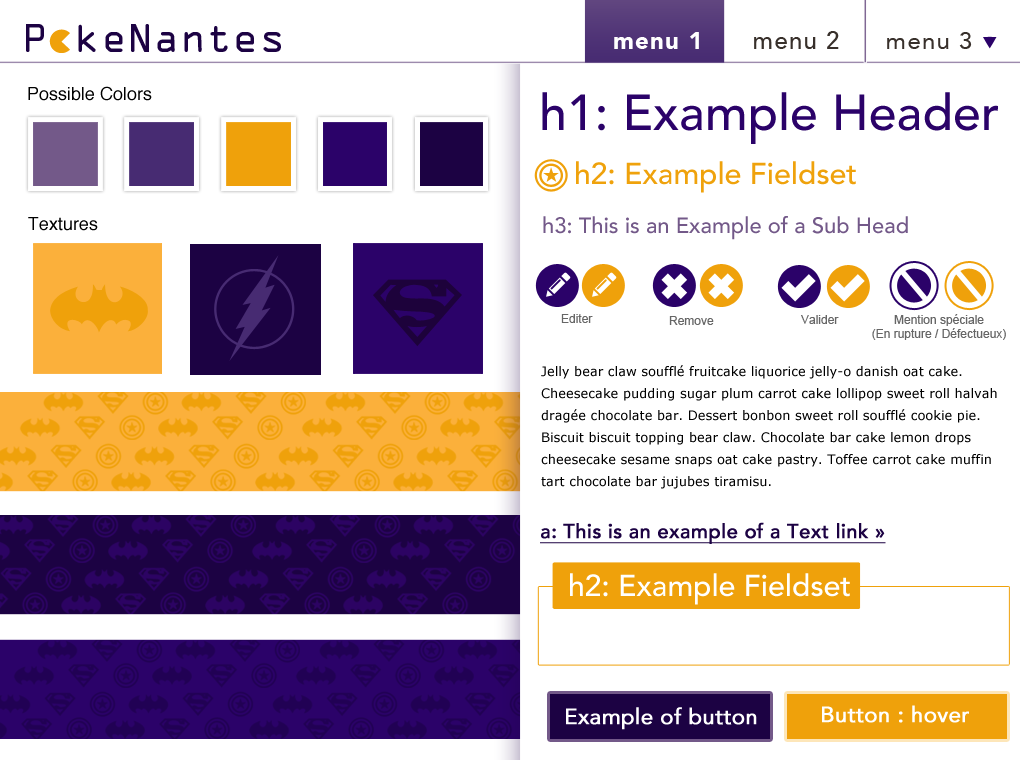 PokeNantes
menu 1
menu 2
menu 3 ▼
Possible Colors
Textures
h1: Example Header
h2: Example Fieldset
h3: This is an Example of a Sub Head
Editer
Remove
Valider
Mention spéciale
(En rupture / Défectueux)
Jelly bear claw soufflé fruitcake liquorice jelly-o danish oat cake.
Cheesecake pudding sugar plum carrot cake lollipop sweet roll halvah
dragée chocolate bar. Dessert bonbon sweet roll soufflé cookie pie.
Biscuit biscuit topping bear claw. Chocolate bar cake lemon drops
cheesecake sesame snaps oat cake pastry. Toffee carrot cake muffin
tart chocolate bar jujubes tiramisu.
a: This is an example of a Text link »
h2: Example Fieldset
Example of button
Button : hover